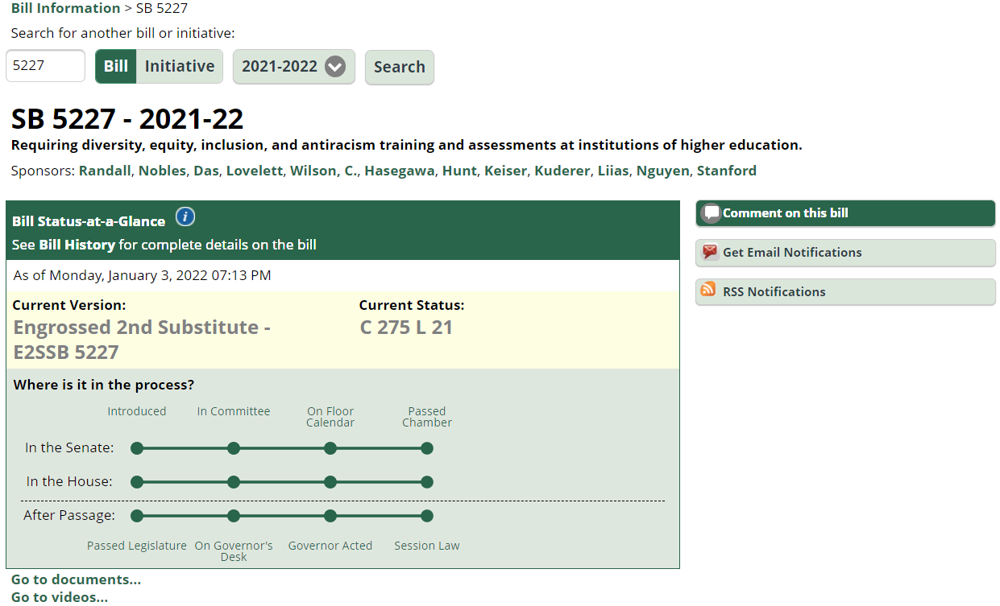 Bill Information > SB 5227
Search for another bill or initiative:
5227 Bill Initiative 2021-2022 Search
SB 5227 - 2021-22
Requiring diversity, equity, inclusion, and antiracism training and assessments at institutions of higher education.
Sponsors: Randall, Nobles, Das, Lovelett, Wilson, C., Hasegawa, Hunt, Keiser, Kuderer, Liias, Nguyen, Stanford
Bill Status-at-a-Glance i
See Bill History for complete details on the bill
As of Monday, January 3, 2022 07:13 PM
Current Version: Current Status:
Engrossed 2nd Substitute - C 275 L 21
E2SSB 5227
Where is it in the process?
Introduced In Committee On Floor Passed
Calendar Chamber
In the Senate:
In the House:
After Passage:
Passed Legislature On Governor's Governor Acted Session Law
Desk
Go to documents...
Go to videos...
Comment on this bill
Get Email Notifications
RSS Notifications